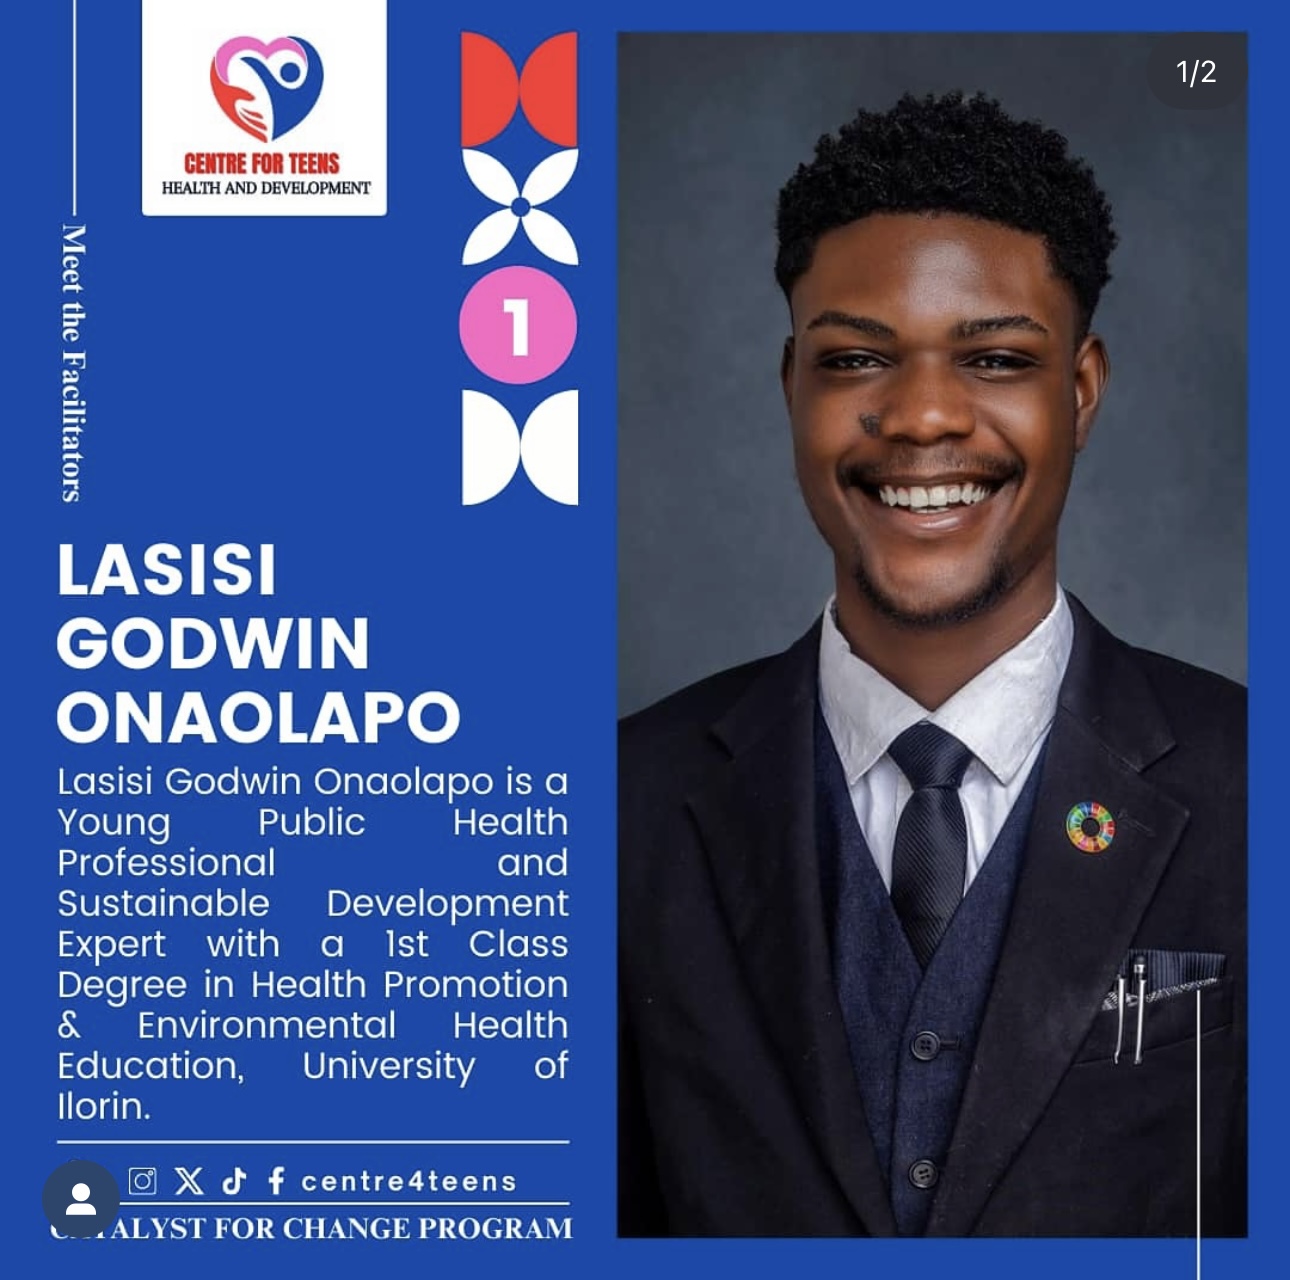 1/2
CENTRE FOR TEENS
HEALTH AND DEVELOPMENT
Meet the Facilitators
1
LASISI
GODWIN
ONAOLAPO
Lasisi Godwin Onaolapo is a
Young Public Health
Professional and
Sustainable Development
Expert with a 1st Class
Degree in Health Promotion
& Environmental Health
Education, University of
Ilorin.
centre4teens
FOR CHANGE PROGRAM